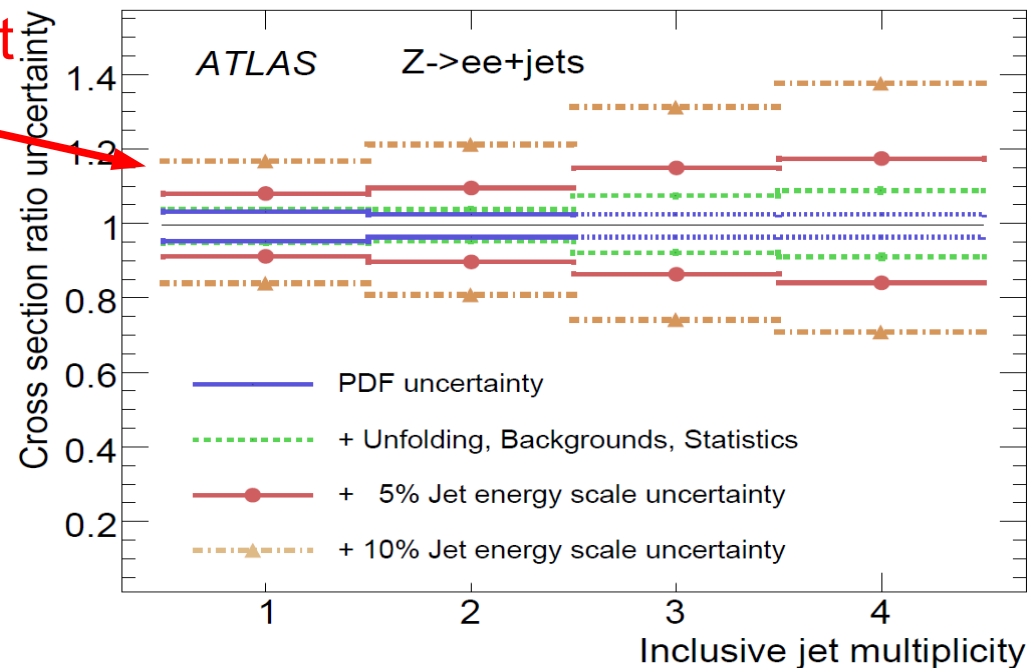 t
ATLAS Z->ee+jets
Cross section ratio uncertainty
1.4
1.2
1
0.8
0.6
0.4
0.2
PDF uncertainty
+ Unfolding, Backgrounds, Statistics
+ 5% Jet energy scale uncertainty
+ 10% Jet energy scale uncertainty
1 2 3 4
Inclusive jet multiplicity